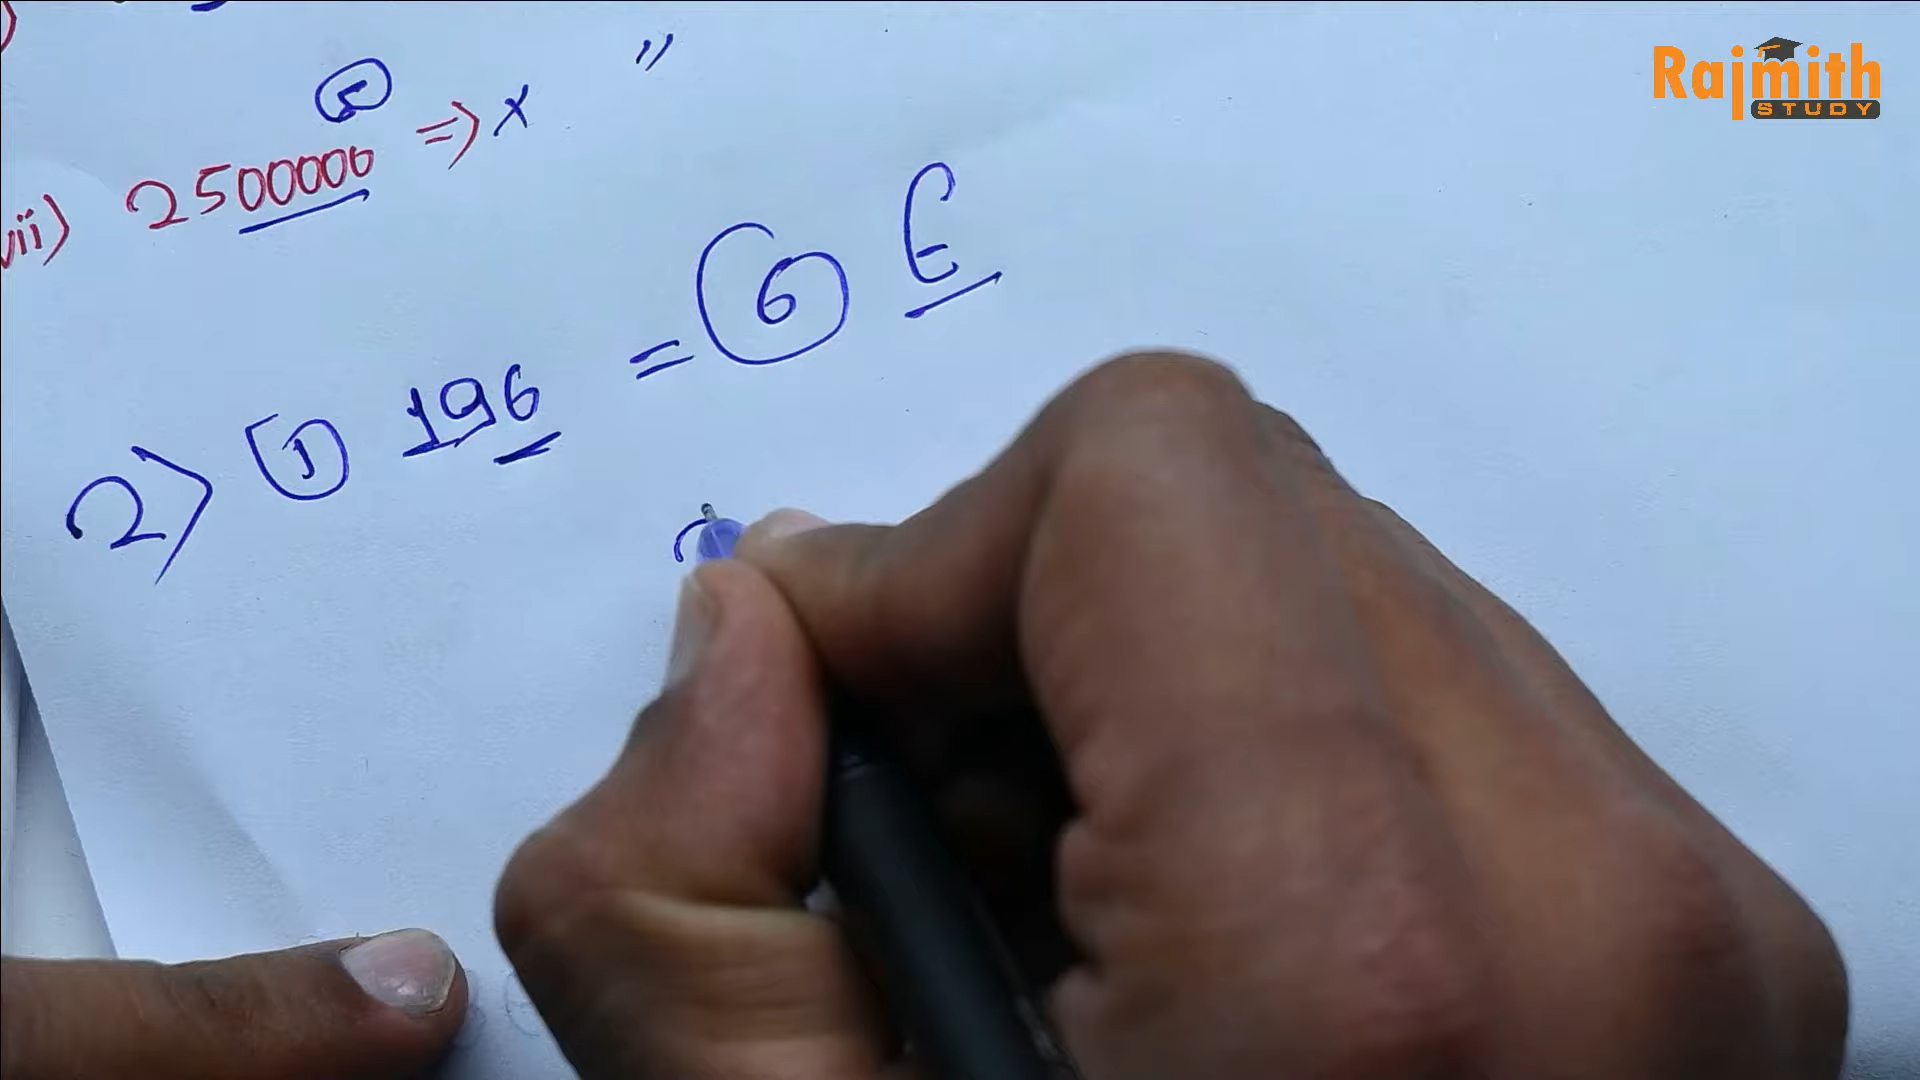 Rajmith
STUDY
"
5
vii) 2500000 => x
2> 1 196 = 6 E